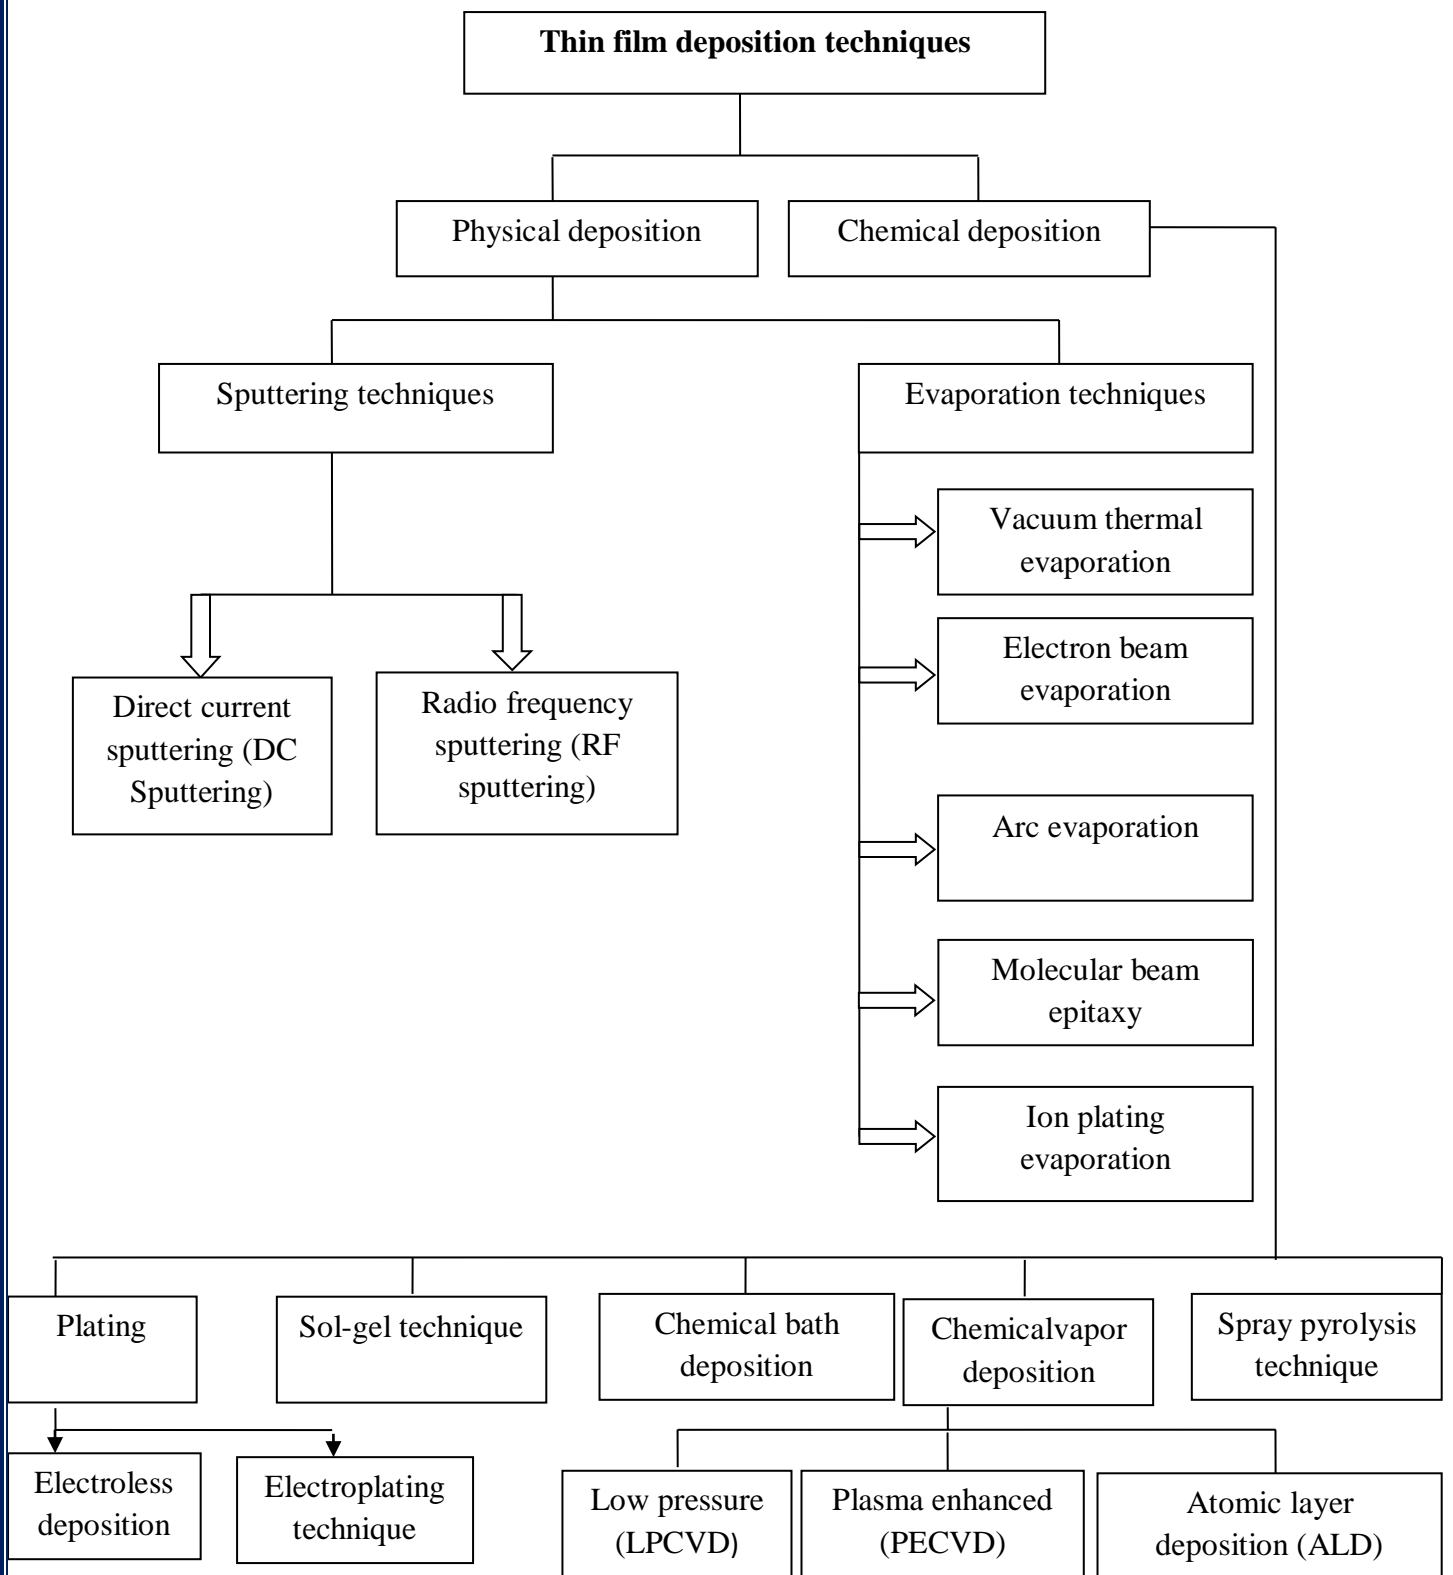 Thin film deposition techniques
Physical deposition
Chemical deposition
Sputtering techniques
Evaporation techniques
Vacuum thermal
evaporation
Electron beam
evaporation
Direct current
sputtering (DC
Sputtering)
Radio frequency
sputtering (RF
sputtering)
Arc evaporation
Molecular beam
epitaxy
Ion plating
evaporation
Plating
Sol-gel technique
Chemical bath
deposition
Chemicalvapor
deposition
Spray pyrolysis
technique
Electroless
deposition
Electroplating
technique
Low pressure
(LPCVD)
Plasma enhanced
(PECVD)
Atomic layer
deposition (ALD)